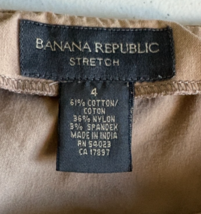 BANANA REPUBLIC
STRETCH
4
61% COTTON/
COTON
36% NYLON
3% SPANDEX
MADE IN INDIA
RN 54023
CA 17897